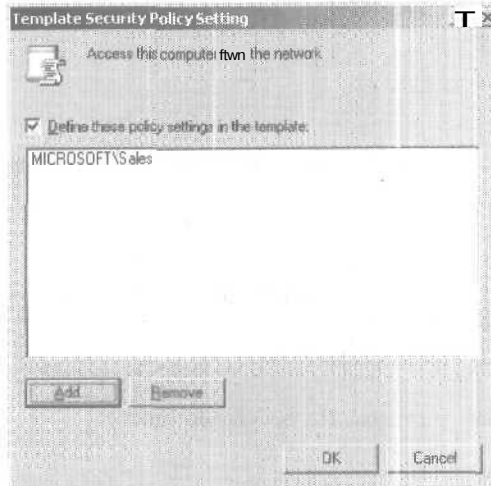 Template Security Policy Setting T ×
Access this computer ftwn the network
Define these policy settings in the template:
MICROSOFT\Sales
Add Remove
OK Cancel